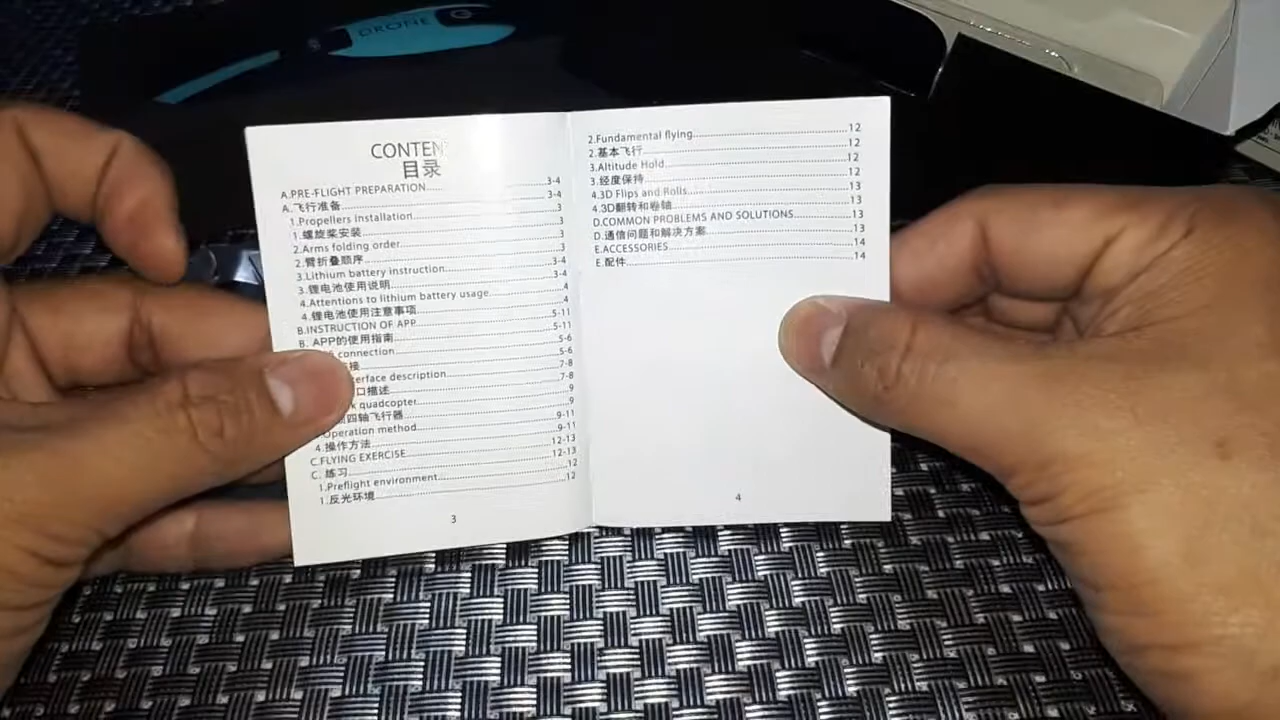 DRONE
CONTEN
目录
A.PRE-FLIGHT PREPARATION 3-4
A.飞行准备 3-4
1.Propellers installation 3
1.螺旋桨安装 3
2.Arms folding order 3
2.臂折叠顺序 3
3.Lithium battery instruction 3-4
3.锂电池使用说明 3-4
4.Attentions to lithium battery usage 4
4.锂电池使用注意事项 4
B.INSTRUCTION OF APP 5-11
B. APP的使用指南 5-11
connection 5-6
接 5-6
terface description 7-8
口描述 7-8
quadcopter 9
四轴飞行器 9
Operation method 9-11
4.操作方法 9-11
C.FLYING EXERCISE 12-13
C. 练习 12-13
1.Preflight environment 12
1.反光环境 12
3
2.Fundamental flying 12
2.基本飞行 12
3.Altitude Hold 12
3.经度保持 12
4.3D Flips and Rolls 13
4.3D翻转和卷轴 13
D.COMMON PROBLEMS AND SOLUTIONS 13
D.通信问题和解决方案 13
E.ACCESSORIES 14
E.配件 14
4